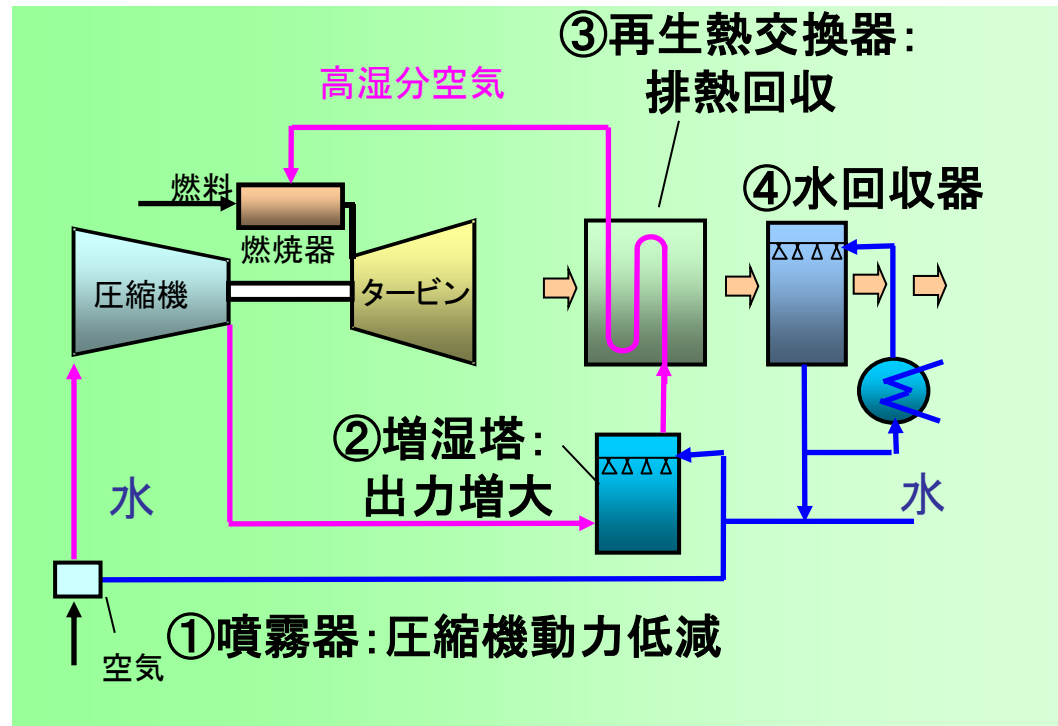 ③再生熱交換器:
排熱回収
高湿分空気
④水回収器
燃料
燃焼器
圧縮機
タービン
②増湿塔:
出力増大
水
水
①噴霧器:圧縮機動力低減
空気